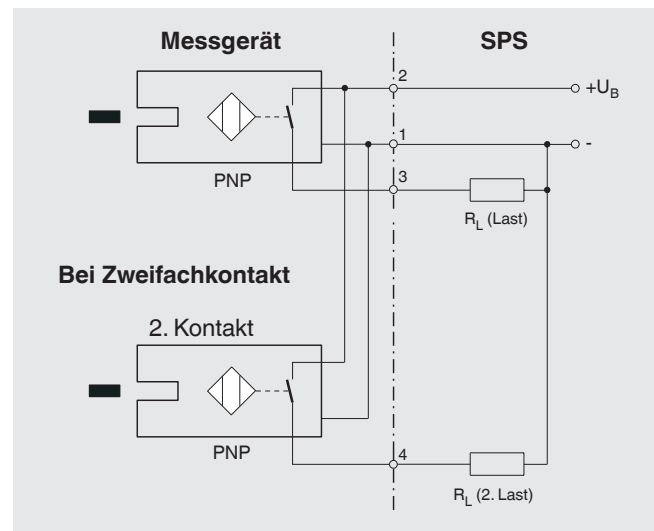 Messgerät
SPS
2
+U_B
1
-
PNP
3
R_L (Last)
Bei Zweifachkontakt
2. Kontakt
PNP
4
R_L (2. Last)